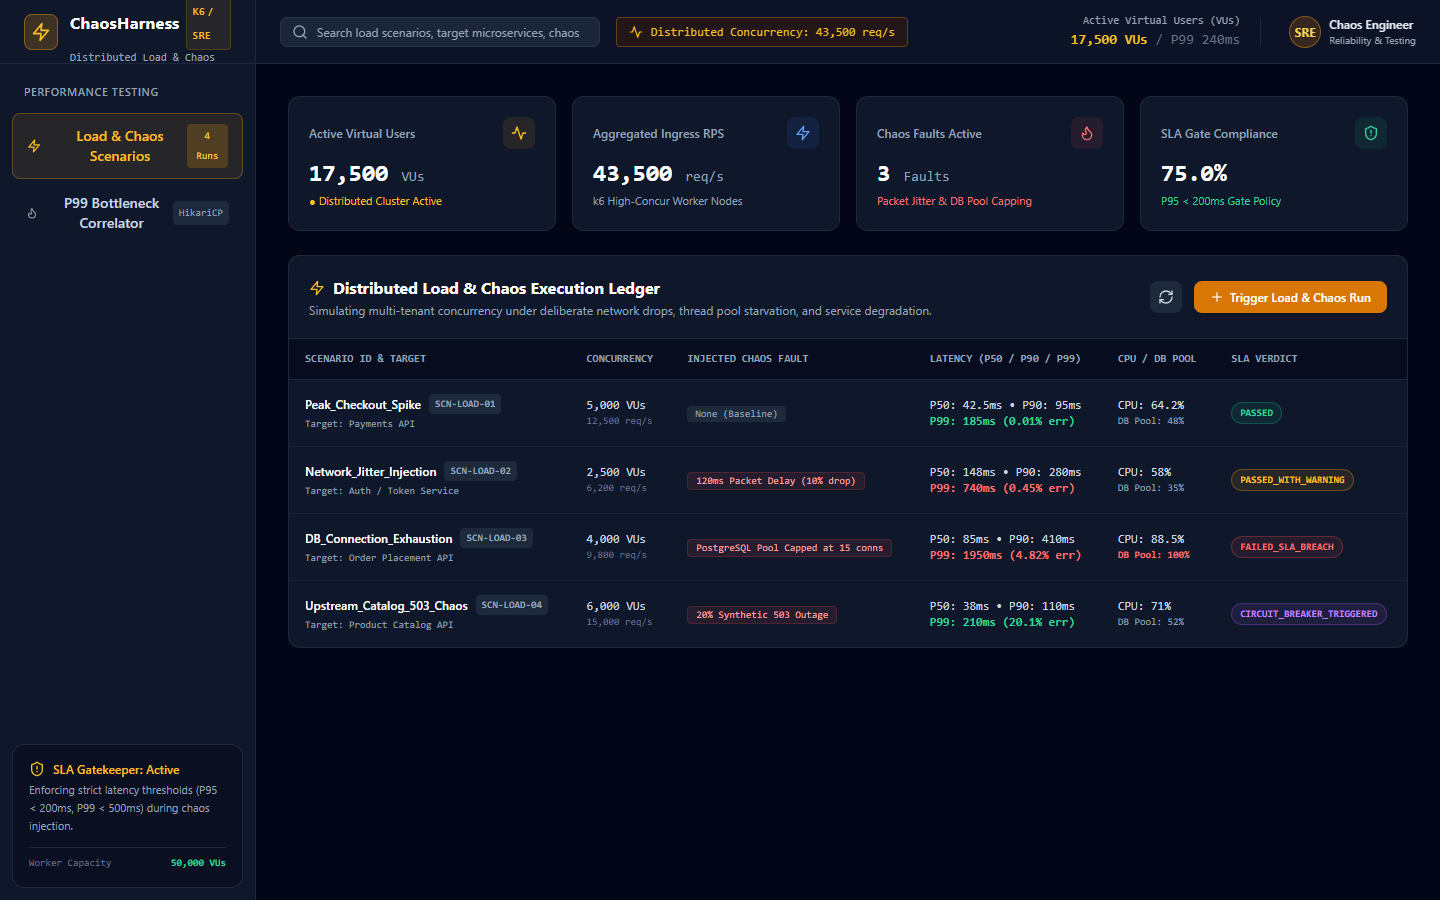 ChaosHarness
K6 /
SRE
Distributed Load & Chaos
Search load scenarios, target microservices, chaos
Distributed Concurrency: 43,500 req/s
Active Virtual Users (VUs)
17,500 VUs / P99 240ms
SRE
Chaos Engineer
Reliability & Testing
PERFORMANCE TESTING
Load & Chaos
Scenarios
4
Runs
P99 Bottleneck
Correlator
HikariCP
Active Virtual Users
17,500 VUs
● Distributed Cluster Active
Aggregated Ingress RPS
43,500 req/s
k6 High-Concur Worker Nodes
Chaos Faults Active
3 Faults
Packet Jitter & DB Pool Capping
SLA Gate Compliance
75.0%
P95 < 200ms Gate Policy
Distributed Load & Chaos Execution Ledger
Simulating multi-tenant concurrency under deliberate network drops, thread pool starvation, and service degradation.
Trigger Load & Chaos Run
SCENARIO ID & TARGET CONCURRENCY INJECTED CHAOS FAULT LATENCY (P50 / P90 / P99) CPU / DB POOL SLA VERDICT
Peak_Checkout_Spike SCN-LOAD-01
Target: Payments API
5,000 VUs
12,500 req/s
None (Baseline)
P50: 42.5ms • P90: 95ms
P99: 185ms (0.01% err)
CPU: 64.2%
DB Pool: 48%
PASSED
Network_Jitter_Injection SCN-LOAD-02
Target: Auth / Token Service
2,500 VUs
6,200 req/s
120ms Packet Delay (10% drop)
P50: 148ms • P90: 280ms
P99: 740ms (0.45% err)
CPU: 58%
DB Pool: 35%
PASSED_WITH_WARNING
DB_Connection_Exhaustion SCN-LOAD-03
Target: Order Placement API
4,000 VUs
9,800 req/s
PostgreSQL Pool Capped at 15 conns
P50: 85ms • P90: 410ms
P99: 1950ms (4.82% err)
CPU: 88.5%
DB Pool: 100%
FAILED_SLA_BREACH
Upstream_Catalog_503_Chaos SCN-LOAD-04
Target: Product Catalog API
6,000 VUs
15,000 req/s
20% Synthetic 503 Outage
P50: 38ms • P90: 110ms
P99: 210ms (20.1% err)
CPU: 71%
DB Pool: 52%
CIRCUIT_BREAKER_TRIGGERED
SLA Gatekeeper: Active
Enforcing strict latency thresholds (P95
< 200ms, P99 < 500ms) during chaos
injection.
Worker Capacity 50,000 VUs